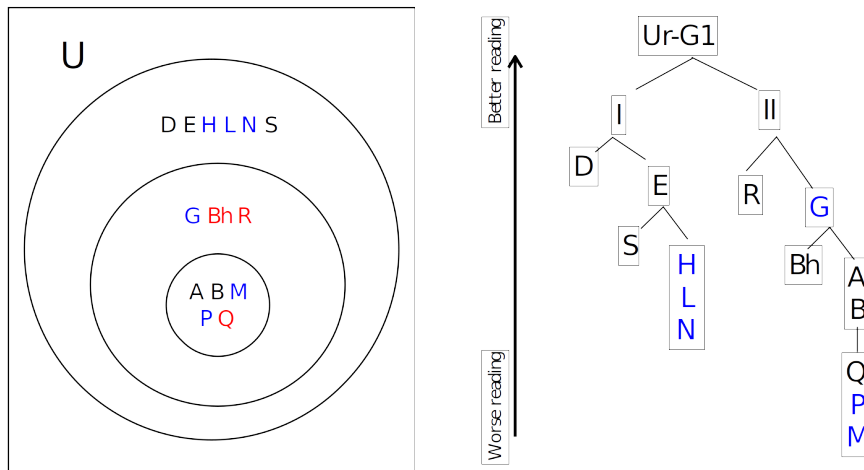 U
D E H L N S
G Bh R
A B M
P Q
Better reading
Worse reading
Ur-G1
I
II
D
E
R
G
S
H
L
N
Bh
A
B
Q
P
M